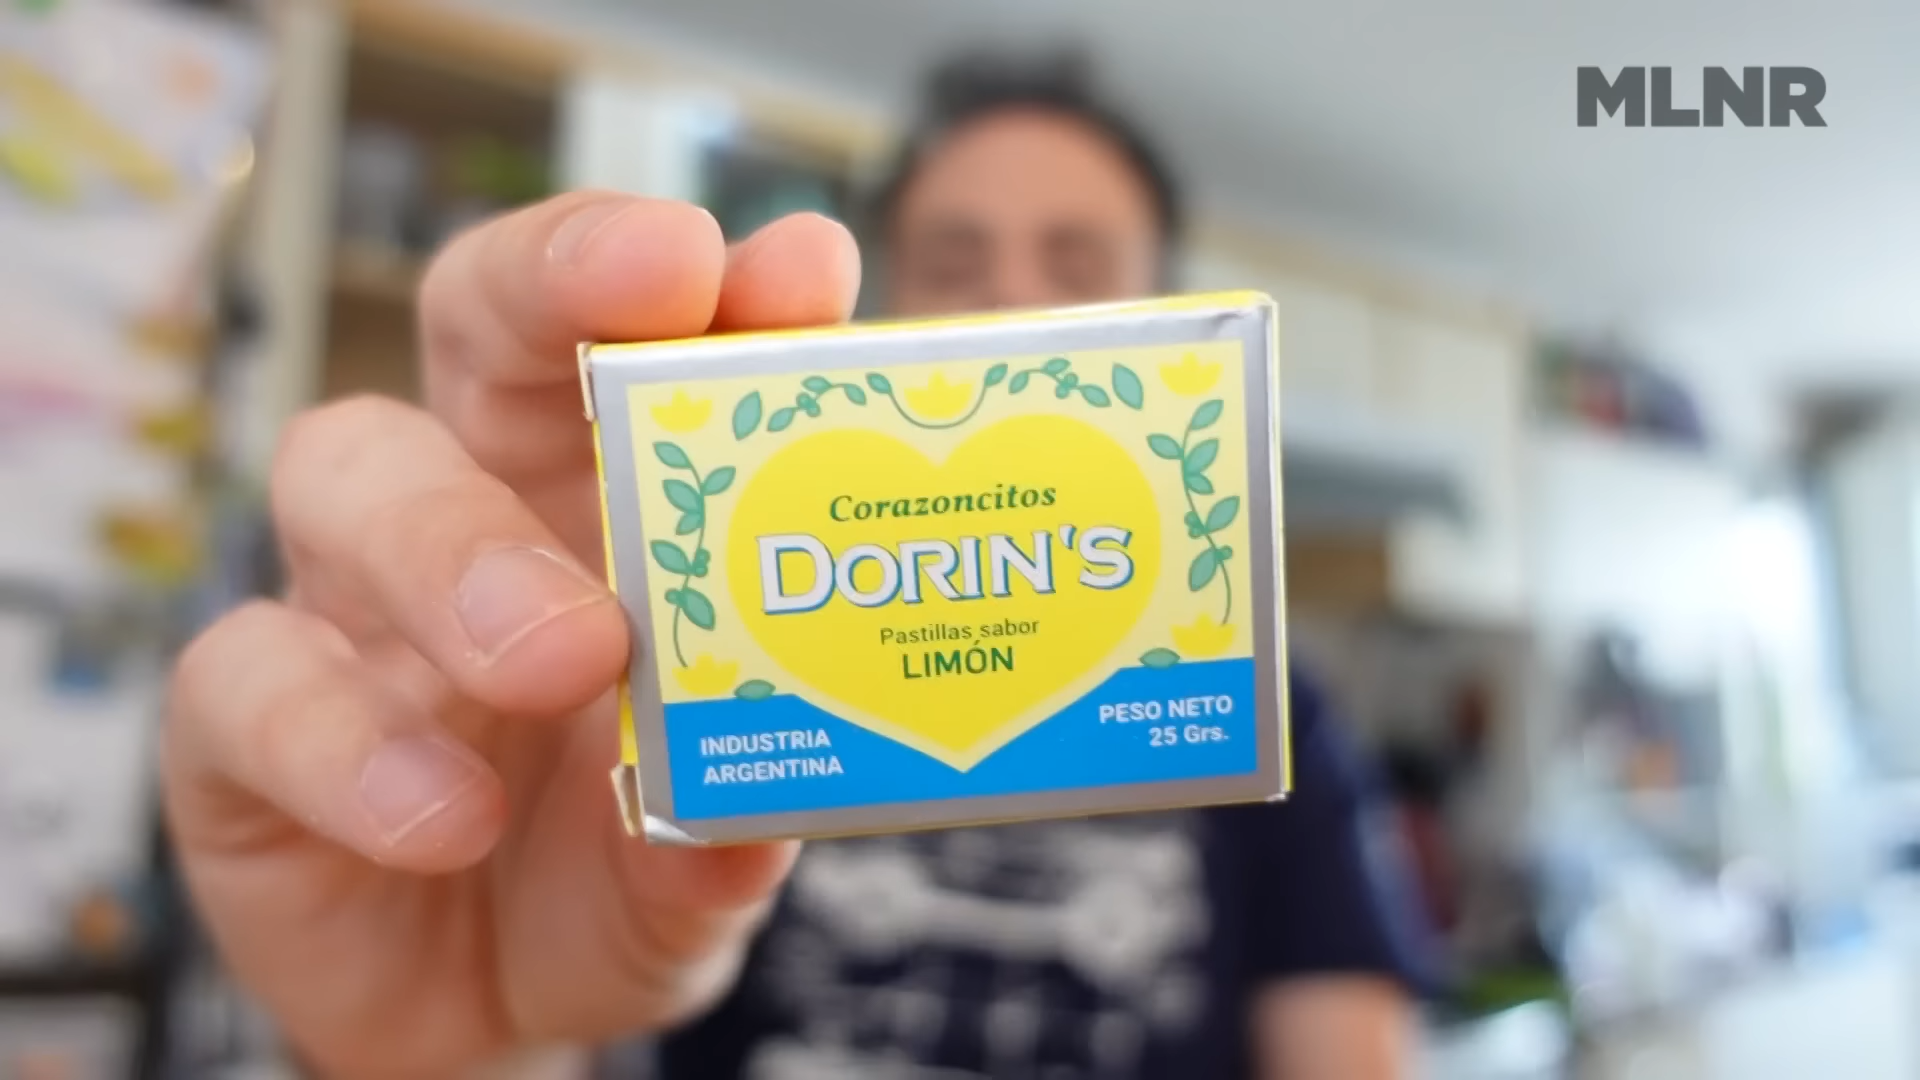 MLNR
Corazoncitos
DORIN'S
Pastillas sabor
LIMÓN
INDUSTRIA
ARGENTINA
PESO NETO
25 Grs.